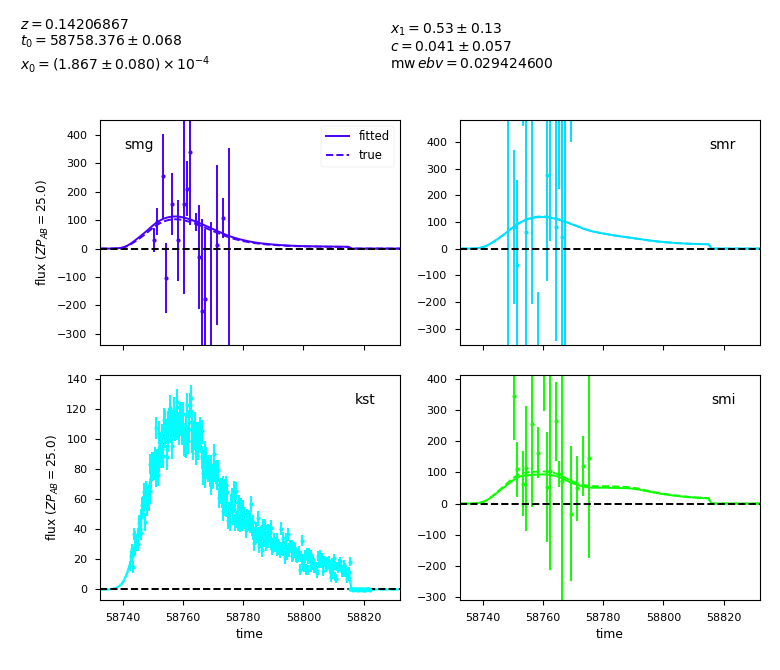 z = 0.14206867
t₀ = 58758.376 ± 0.068
x₀ = (1.867 ± 0.080) × 10⁻⁴
x₁ = 0.53 ± 0.13
c = 0.041 ± 0.057
mw ebv = 0.029424600
smg
fitted
true
400
300
200
100
0
−100
−200
−300
flux (ZP_AB = 25.0)
smr
400
300
200
100
0
−100
−200
−300
kst
140
120
100
80
60
40
20
0
flux (ZP_AB = 25.0)
58740 58760 58780 58800 58820
time
smi
400
300
200
100
0
−100
−200
−300
58740 58760 58780 58800 58820
time